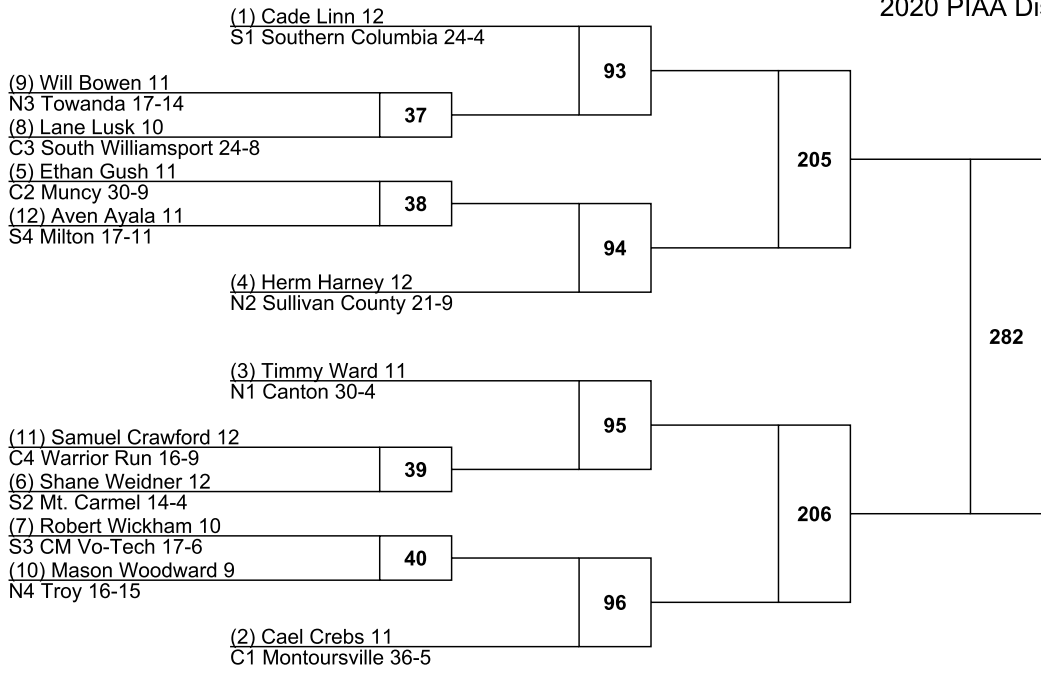 2020 PIAA Dis
(1) Cade Linn 12
S1 Southern Columbia 24-4
93
(9) Will Bowen 11
N3 Towanda 17-14
37
(8) Lane Lusk 10
C3 South Williamsport 24-8
205
(5) Ethan Gush 11
C2 Muncy 30-9
38
(12) Aven Ayala 11
S4 Milton 17-11
94
(4) Herm Harney 12
N2 Sullivan County 21-9
282
(3) Timmy Ward 11
N1 Canton 30-4
95
(11) Samuel Crawford 12
C4 Warrior Run 16-9
39
(6) Shane Weidner 12
S2 Mt. Carmel 14-4
206
(7) Robert Wickham 10
S3 CM Vo-Tech 17-6
40
(10) Mason Woodward 9
N4 Troy 16-15
96
(2) Cael Crebs 11
C1 Montoursville 36-5